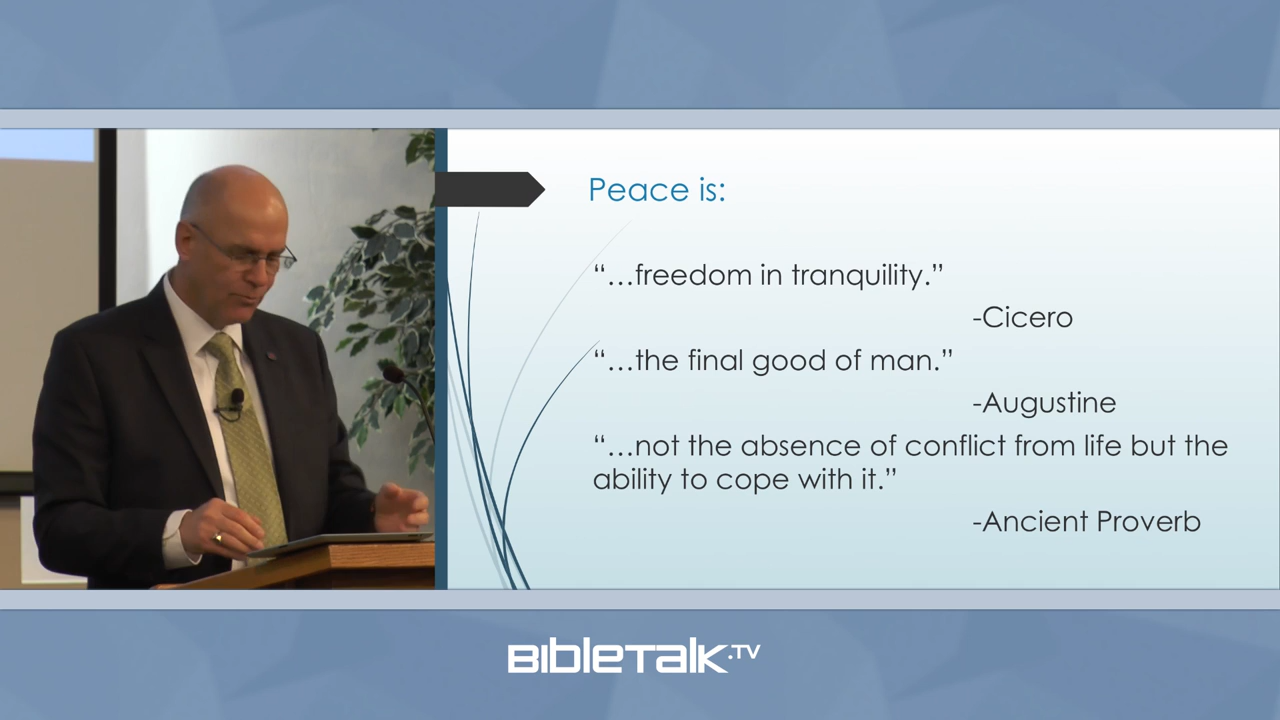 Peace is:
“…freedom in tranquility.”
-Cicero
“…the final good of man.”
-Augustine
“…not the absence of conflict from life but the
ability to cope with it.”
-Ancient Proverb
BIBLETALK.TV